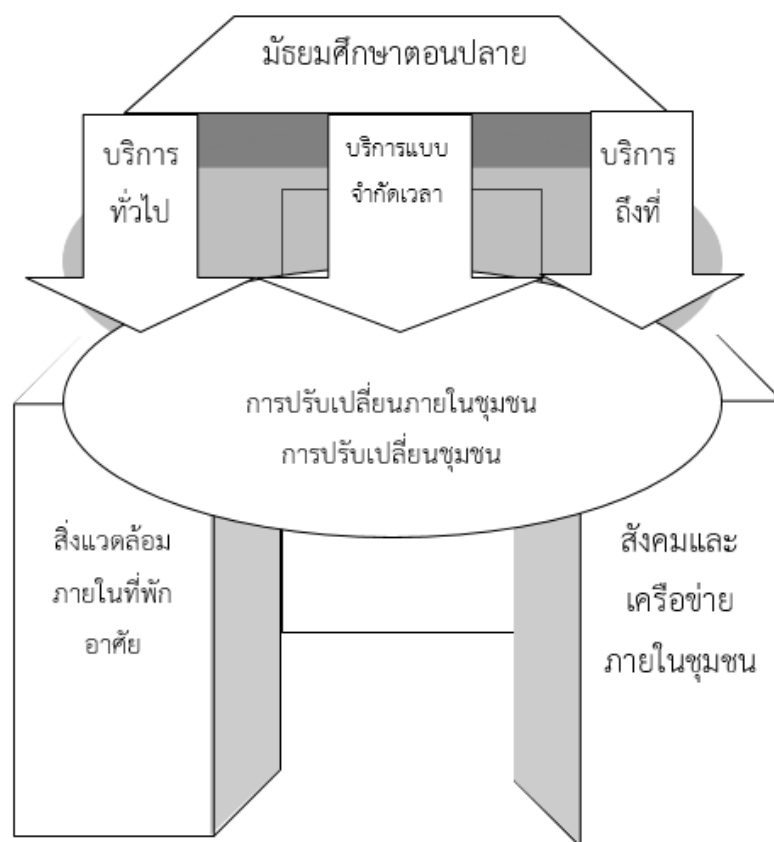 มัธยมศึกษาตอนปลาย
บริการ
ทั่วไป
บริการแบบ
จำกัดเวลา
บริการ
ถึงที่
การปรับเปลี่ยนภายในชุมชน
การปรับเปลี่ยนชุมชน
สิ่งแวดล้อม
ภายในที่พัก
อาศัย
สังคมและ
เครือข่าย
ภายในชุมชน